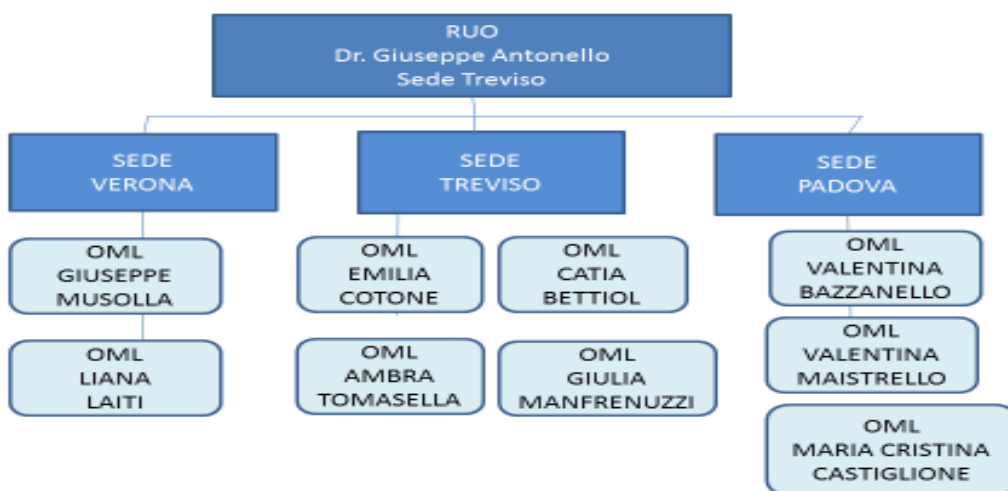 RUO
Dr. Giuseppe Antonello
Sede Treviso
SEDE
VERONA
SEDE
TREVISO
SEDE
PADOVA
OML
GIUSEPPE
MUSOLLA
OML
LIANA
LAITI
OML
EMILIA
COTONE
OML
CATIA
BETTIOL
OML
AMBRA
TOMASELLA
OML
GIULIA
MANFRENUZZI
OML
VALENTINA
BAZZANELLO
OML
VALENTINA
MAISTRELLO
OML
MARIA CRISTINA
CASTIGLIONE